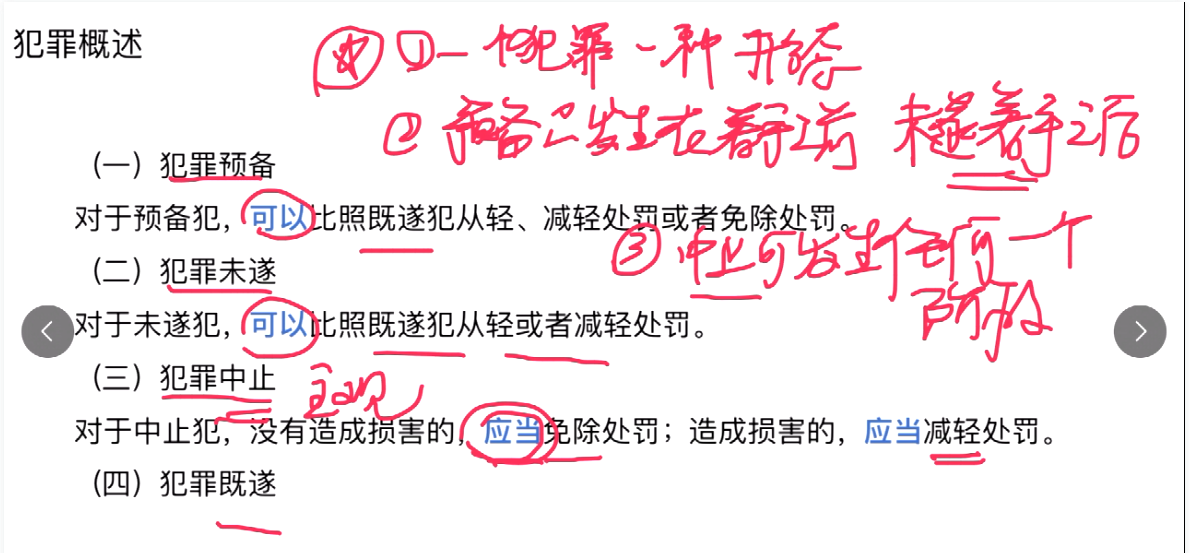 犯罪概述
① 一个犯罪一种形态
② 预备只发生在着手之前 未遂着手之后
（一）犯罪预备
对于预备犯，可以比照既遂犯从轻、减轻处罚或者免除处罚。
③ 中止可发生任何一个
阶段
（二）犯罪未遂
对于未遂犯，可以比照既遂犯从轻或者减轻处罚。
（三）犯罪中止
主观
对于中止犯，没有造成损害的，应当免除处罚；造成损害的，应当减轻处罚。
（四）犯罪既遂